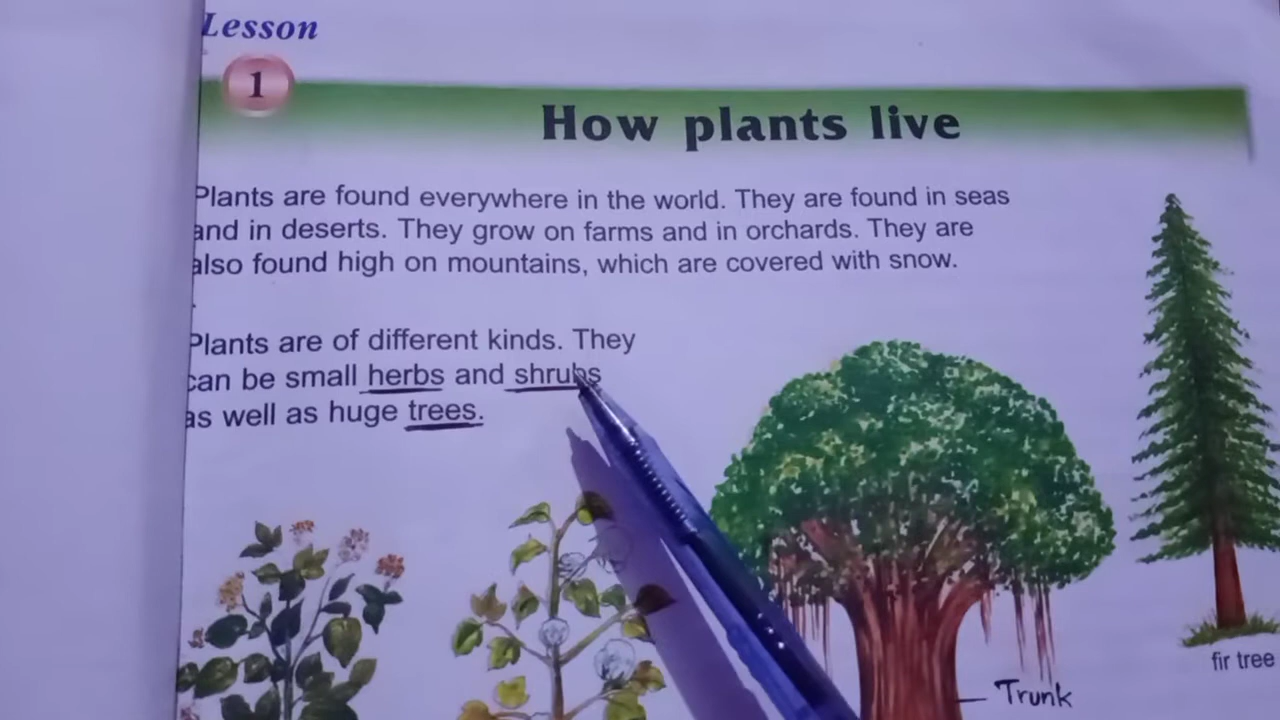 Lesson
1
How plants live
Plants are found everywhere in the world. They are found in seas
and in deserts. They grow on farms and in orchards. They are
also found high on mountains, which are covered with snow.
Plants are of different kinds. They
can be small herbs and shrubs
as well as huge trees.
fir tree
Trunk